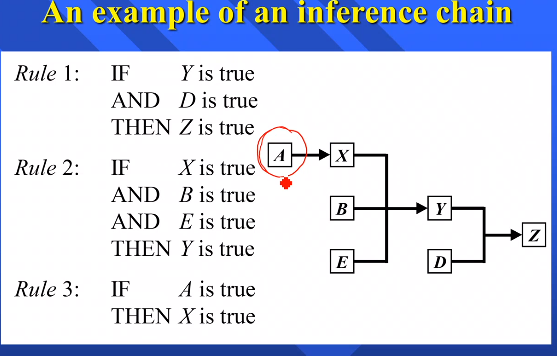 An example of an inference chain
Rule 1: IF Y is true
AND D is true
THEN Z is true
Rule 2: IF X is true
AND B is true
AND E is true
THEN Y is true
Rule 3: IF A is true
THEN X is true
A X
B Y
Z
E D